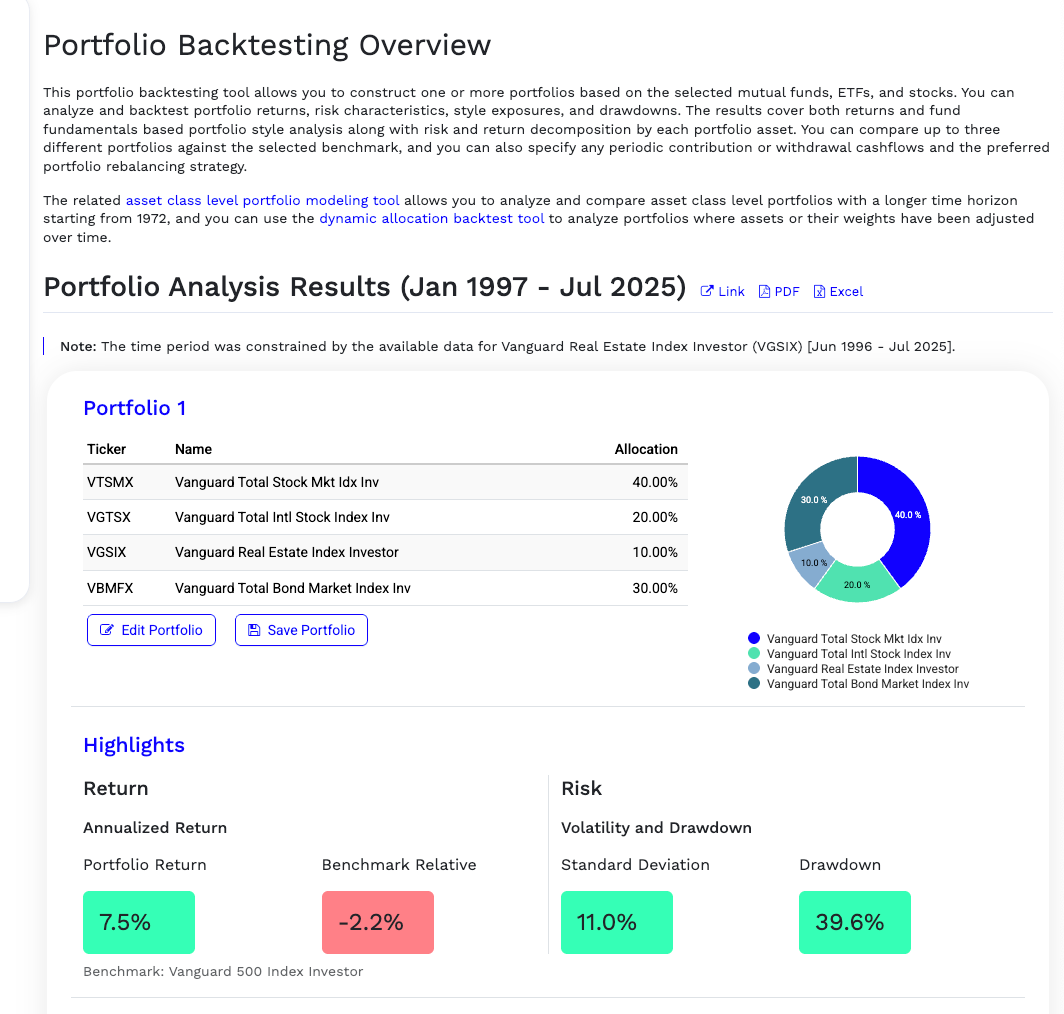 Portfolio Backtesting Overview
This portfolio backtesting tool allows you to construct one or more portfolios based on the selected mutual funds, ETFs, and stocks. You can
analyze and backtest portfolio returns, risk characteristics, style exposures, and drawdowns. The results cover both returns and fund
fundamentals based portfolio style analysis along with risk and return decomposition by each portfolio asset. You can compare up to three
different portfolios against the selected benchmark, and you can also specify any periodic contribution or withdrawal cashflows and the preferred
portfolio rebalancing strategy.
The related asset class level portfolio modeling tool allows you to analyze and compare asset class level portfolios with a longer time horizon
starting from 1972, and you can use the dynamic allocation backtest tool to analyze portfolios where assets or their weights have been adjusted
over time.
Portfolio Analysis Results (Jan 1997 - Jul 2025) Link PDF Excel
Note: The time period was constrained by the available data for Vanguard Real Estate Index Investor (VGSIX) [Jun 1996 - Jul 2025].
Portfolio 1
Ticker Name Allocation
VTSMX Vanguard Total Stock Mkt Idx Inv 40.00%
VGTSX Vanguard Total Intl Stock Index Inv 20.00%
VGSIX Vanguard Real Estate Index Investor 10.00%
VBMFX Vanguard Total Bond Market Index Inv 30.00%
Edit Portfolio Save Portfolio
30.0 %
40.0 %
10.0 %
20.0 %
Vanguard Total Stock Mkt Idx Inv
Vanguard Total Intl Stock Index Inv
Vanguard Real Estate Index Investor
Vanguard Total Bond Market Index Inv
Highlights
Return
Annualized Return
Portfolio Return Benchmark Relative
7.5% -2.2%
Benchmark: Vanguard 500 Index Investor
Risk
Volatility and Drawdown
Standard Deviation Drawdown
11.0% 39.6%